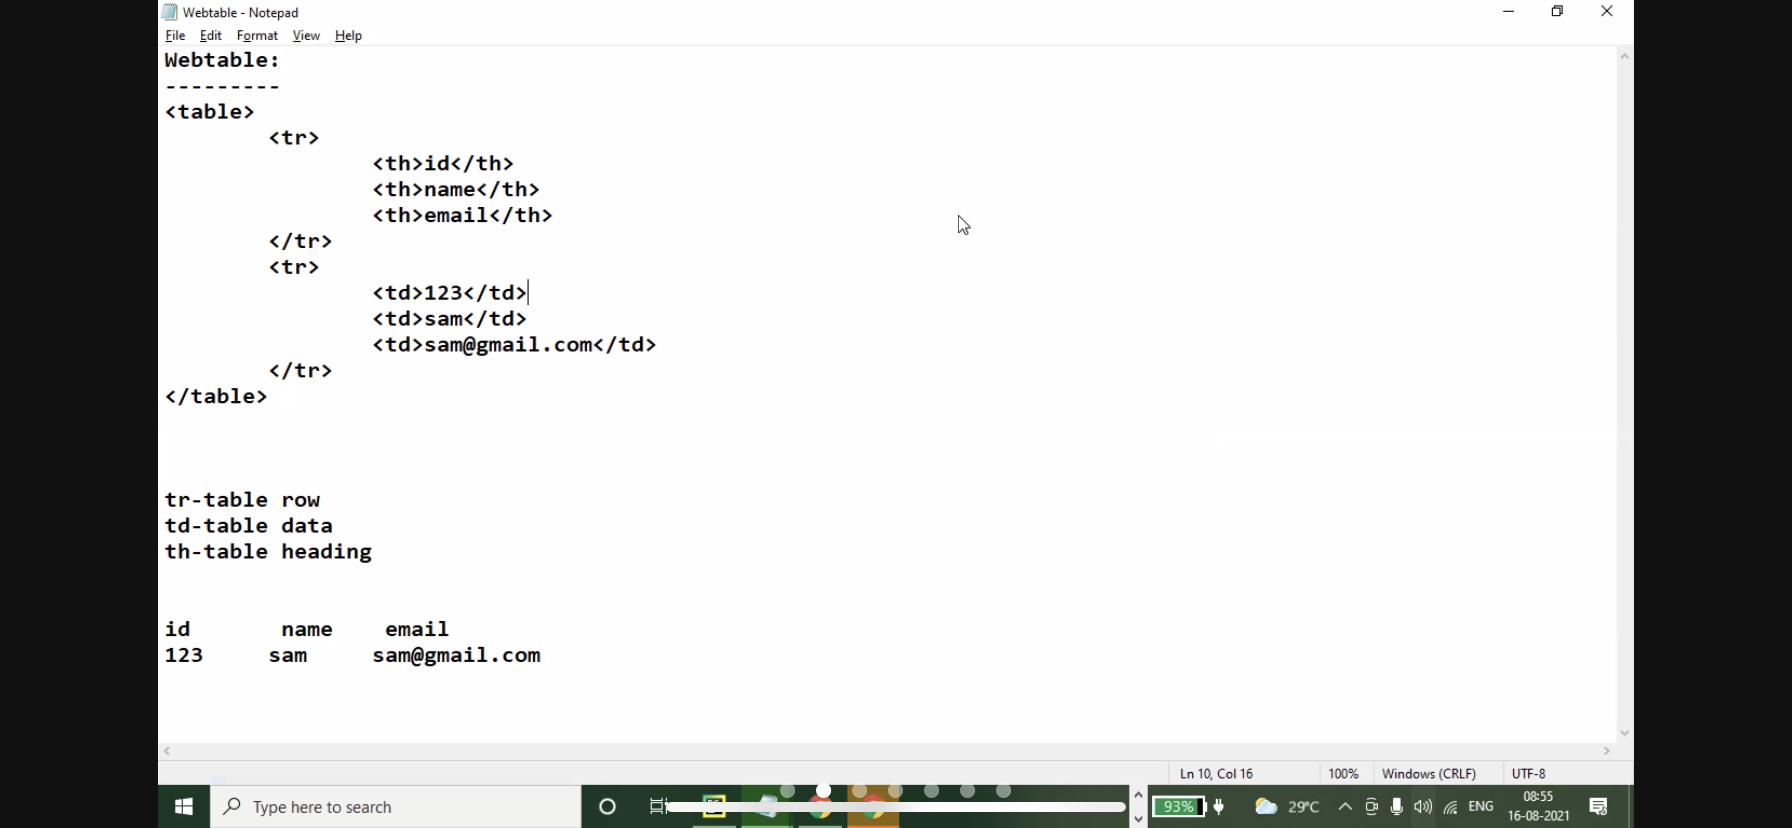 Webtable - Notepad
File Edit Format View Help
Webtable:
---------
<table>
<tr>
<th>id</th>
<th>name</th>
<th>email</th>
</tr>
<tr>
<td>123</td>
<td>sam</td>
<td>sam@gmail.com</td>
</tr>
</table>
tr-table row
td-table data
th-table heading
id name email
123 sam sam@gmail.com
Ln 10, Col 16 100% Windows (CRLF) UTF-8
Type here to search 93% 29°C ENG 08:55
16-08-2021